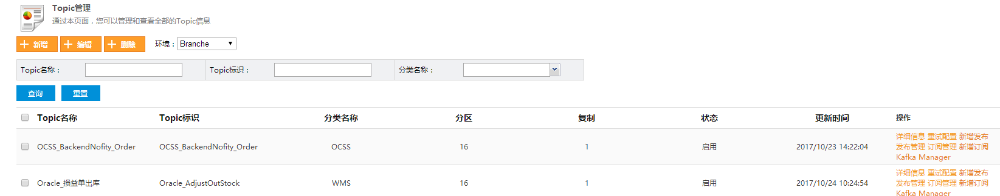 Topic管理
通过本页面，您可以管理和查看全部的Topic信息
新增 编辑 删除 环境： Branche
Topic名称： Topic标识： 分类名称：
查询 重置
Topic名称 Topic标识 分类名称 分区 复制 状态 更新时间 操作
OCSS_BackendNofity_Order OCSS_BackendNofity_Order OCSS 16 1 启用 2017/10/23 14:22:04 详细信息 重试配置 新增发布
发布管理 订阅管理 新增订阅
Kafka Manager
Oracle_损益单出库 Oracle_AdjustOutStock WMS 16 1 启用 2017/10/24 10:24:54 详细信息 重试配置 新增发布
发布管理 订阅管理 新增订阅
Kafka Manager